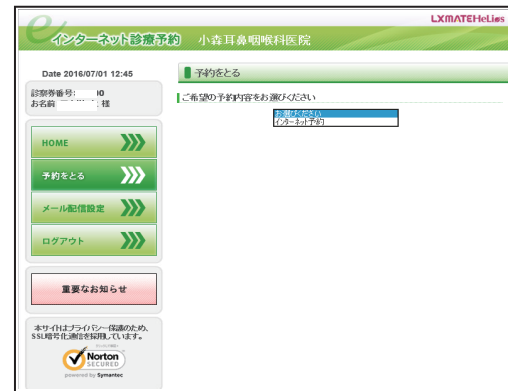 LXMATEHeLios
e インターネット診療予約 小森耳鼻咽喉科医院
Date 2016/07/01 12:45
診察券番号: 00
お名前 様
HOME
予約をとる
メール配信設定
ログアウト
重要なお知らせ
本サイトはプライバシー保護のため、
SSL暗号化通信を採用しています。
Norton
SECURED
powered by Symantec
予約をとる
ご希望の予約内容をお選びください
お選びください
インターネット予約